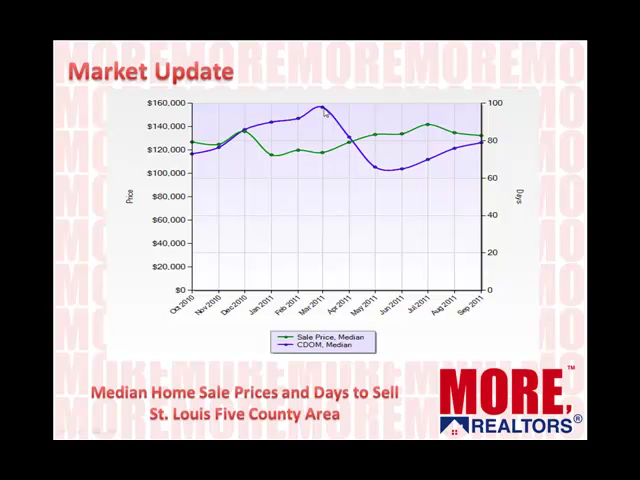 Market Update
$160,000
$140,000
$120,000
$100,000
$80,000
$60,000
$40,000
$20,000
$0
Price
100
80
60
40
20
0
Days
Oct 2010
Nov 2010
Dec 2010
Jan 2011
Feb 2011
Mar 2011
Apr 2011
May 2011
Jun 2011
Jul 2011
Aug 2011
Sep 2011
Sale Price, Median
CDOM, Median
Median Home Sale Prices and Days to Sell
St. Louis Five County Area
MORE,™
REALTORS®